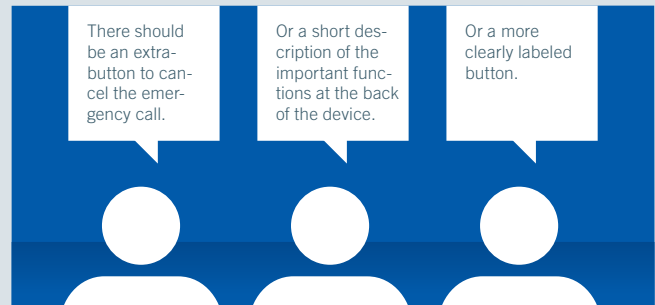 There should
be an extra-
button to can-
cel the emer-
gency call.
Or a short des-
cription of the
important func-
tions at the back
of the device.
Or a more
clearly labeled
button.